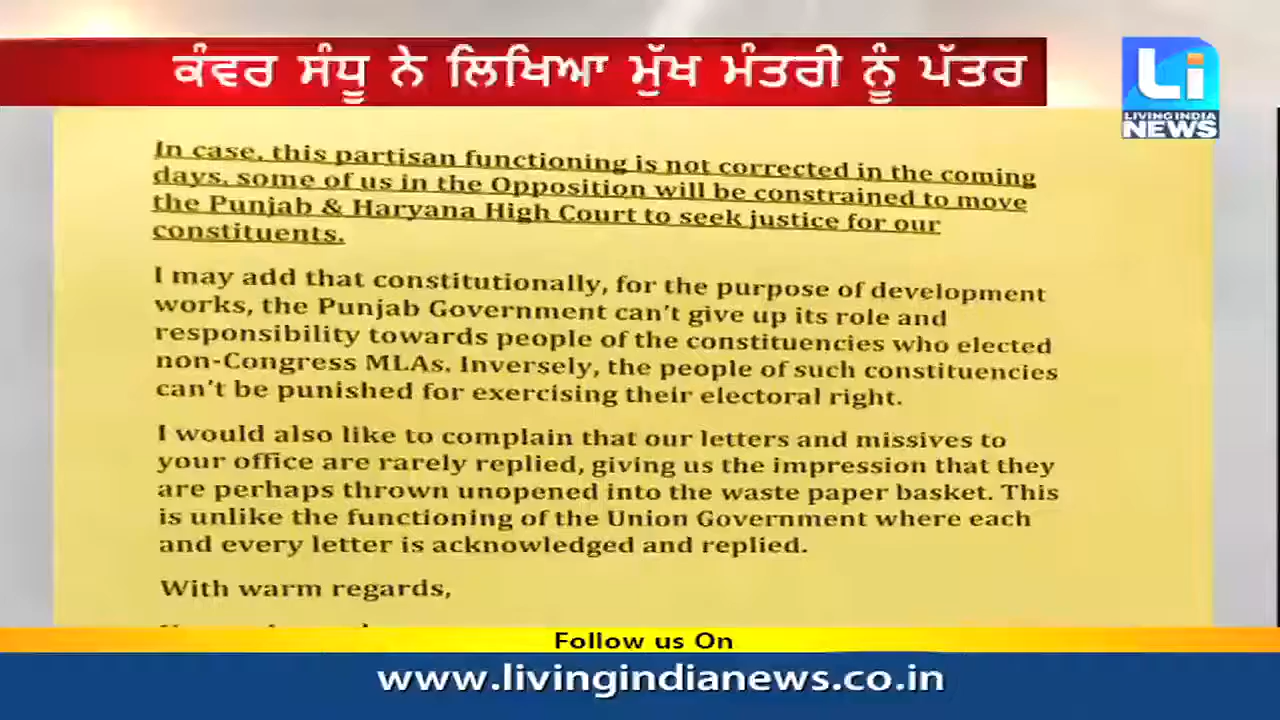 ਕੰਵਰ ਸੰਧੂ ਨੇ ਲਿਖਿਆ ਮੁੱਖ ਮੰਤਰੀ ਨੂੰ ਪੱਤਰ
Li
LIVING INDIA
NEWS
In case, this partisan functioning is not corrected in the coming
days, some of us in the Opposition will be constrained to move
the Punjab & Haryana High Court to seek justice for our
constituents.
I may add that constitutionally, for the purpose of development
works, the Punjab Government can't give up its role and
responsibility towards people of the constituencies who elected
non-Congress MLAs. Inversely, the people of such constituencies
can't be punished for exercising their electoral right.
I would also like to complain that our letters and missives to
your office are rarely replied, giving us the impression that they
are perhaps thrown unopened into the waste paper basket. This
is unlike the functioning of the Union Government where each
and every letter is acknowledged and replied.
With warm regards,
Follow us On
www.livingindianews.co.in